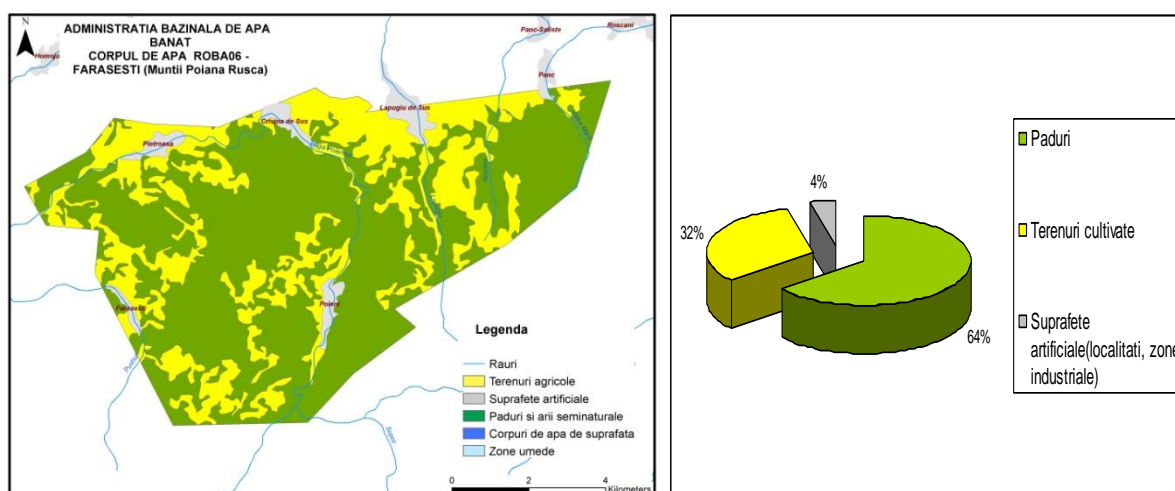 N
ADMINISTRATIA BAZINALA DE APA
BANAT
CORPUL DE APA ROBA06 -
FARASESTI (Muntii Poiana Rusca)
Panc-Saliste
Roscani
Panc
Lapugiu de Sus
Crivina de Sus
Pietroasa
Farasesti
Poieni
Legenda
Rauri
Terenuri agricole
Suprafete artificiale
Paduri si arii seminaturale
Corpuri de apa de suprafata
Zone umede
0 2 4
Kilometers
4%
32%
64%
Paduri
Terenuri cultivate
Suprafete
artificiale(localitati, zone
industriale)